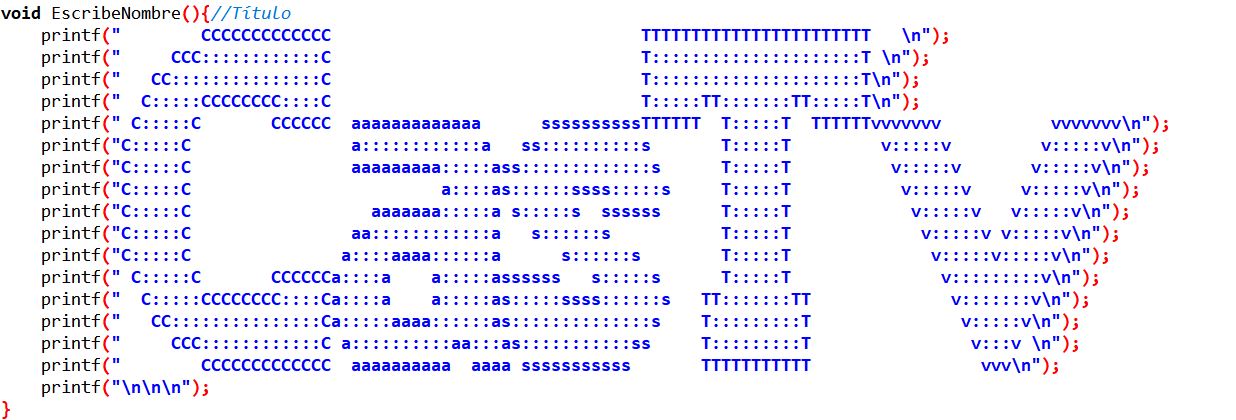 void EscribeNombre(){//Título
    printf("        CCCCCCCCCCCCC                               TTTTTTTTTTTTTTTTTTTTTTT   \n");
    printf("     CCC::::::::::::C                               T:::::::::::::::::::::T \n");
    printf("   CC:::::::::::::::C                               T:::::::::::::::::::::T\n");
    printf("  C:::::CCCCCCCC::::C                               T:::::TT:::::::TT:::::T\n");
    printf(" C:::::C       CCCCCC  aaaaaaaaaaaaa      ssssssssssTTTTTT  T:::::T  TTTTTTvvvvvvv           vvvvvvv\n");
    printf("C:::::C                a::::::::::::a   ss::::::::::s       T:::::T         v:::::v         v:::::v\n");
    printf("C:::::C                aaaaaaaaa:::::ass:::::::::::::s      T:::::T          v:::::v       v:::::v\n");
    printf("C:::::C                         a::::as::::::ssss:::::s     T:::::T           v:::::v     v:::::v\n");
    printf("C:::::C                  aaaaaaa:::::a s:::::s  ssssss      T:::::T            v:::::v   v:::::v\n");
    printf("C:::::C                aa::::::::::::a   s::::::s           T:::::T             v:::::v v:::::v\n");
    printf("C:::::C               a::::aaaa::::::a      s::::::s        T:::::T              v:::::v:::::v\n");
    printf(" C:::::C       CCCCCCa::::a    a:::::assssss   s:::::s      T:::::T               v:::::::::v\n");
    printf("  C:::::CCCCCCCC::::Ca::::a    a:::::as:::::ssss::::::s   TT:::::::TT              v:::::::v\n");
    printf("   CC:::::::::::::::Ca:::::aaaa::::::as::::::::::::::s    T:::::::::T               v:::::v\n");
    printf("     CCC::::::::::::C a::::::::::aa:::as:::::::::::ss     T:::::::::T                v:::v \n");
    printf("        CCCCCCCCCCCCC  aaaaaaaaaa  aaaa sssssssssss       TTTTTTTTTTT                 vvv\n");
    printf("\n\n\n");
}